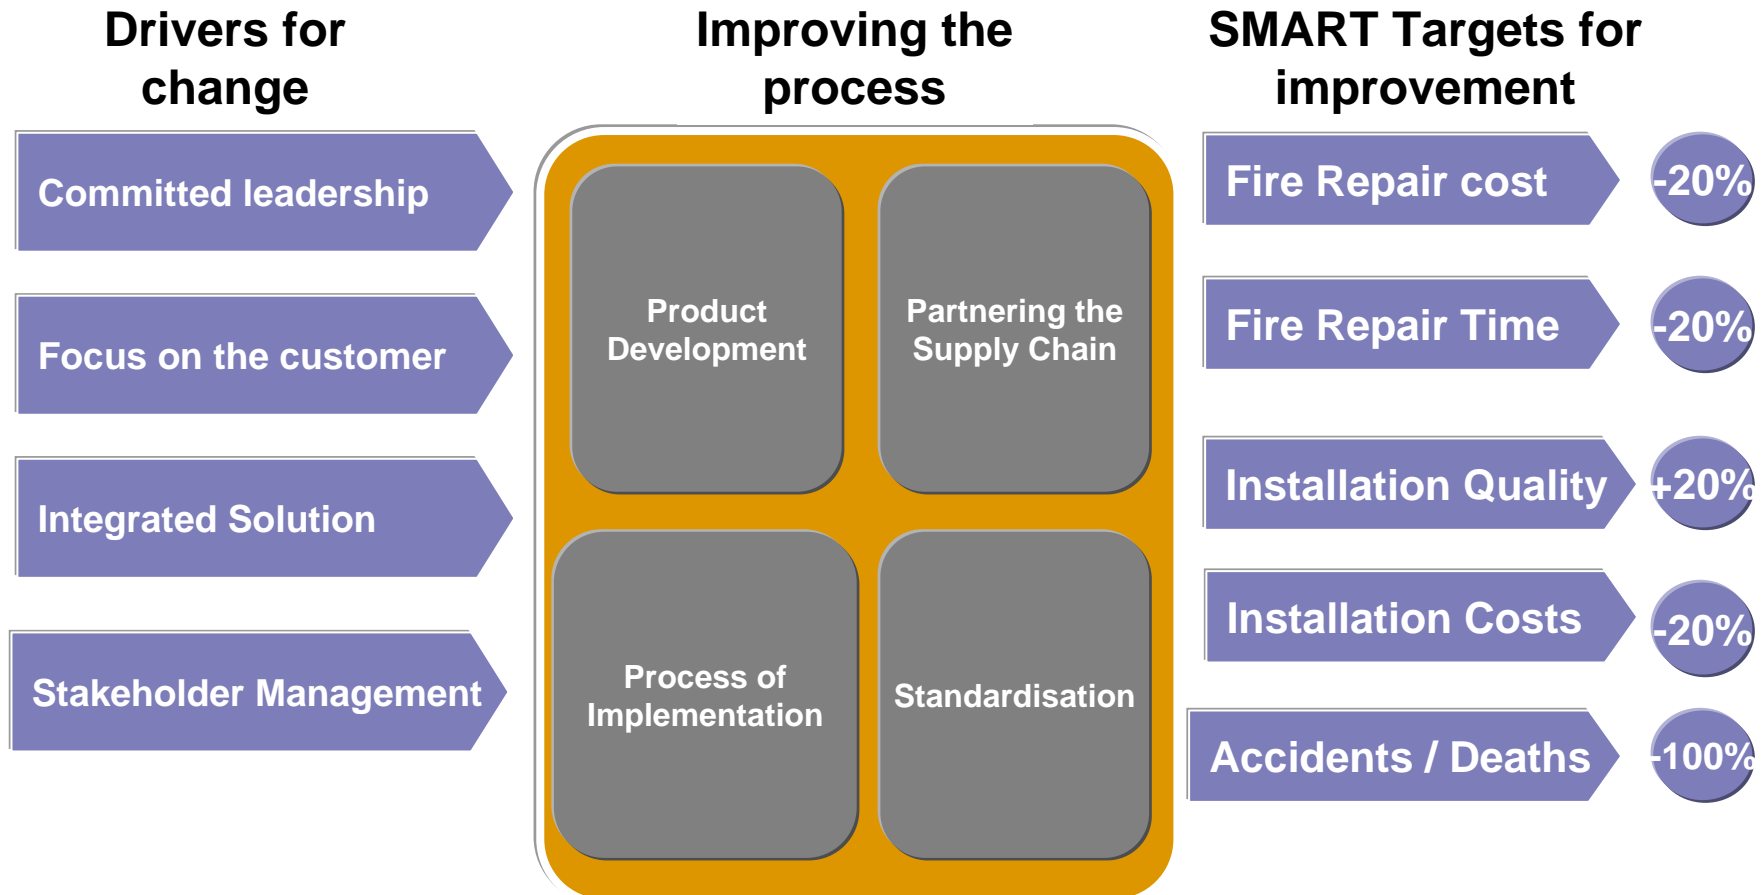 Drivers for
change
Committed leadership
Focus on the customer
Integrated Solution
Stakeholder Management
Improving the
process
Product
Development
Partnering the
Supply Chain
Process of
Implementation
Standardisation
SMART Targets for
improvement
Fire Repair cost
-20%
Fire Repair Time
-20%
Installation Quality
+20%
Installation Costs
-20%
Accidents / Deaths
-100%